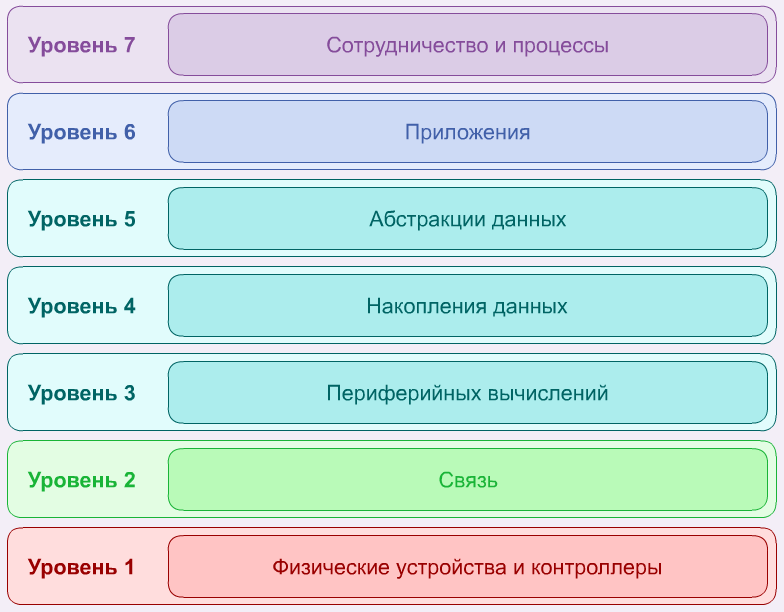 Уровень 7 Сотрудничество и процессы
Уровень 6 Приложения
Уровень 5 Абстракции данных
Уровень 4 Накопления данных
Уровень 3 Периферийных вычислений
Уровень 2 Связь
Уровень 1 Физические устройства и контроллеры